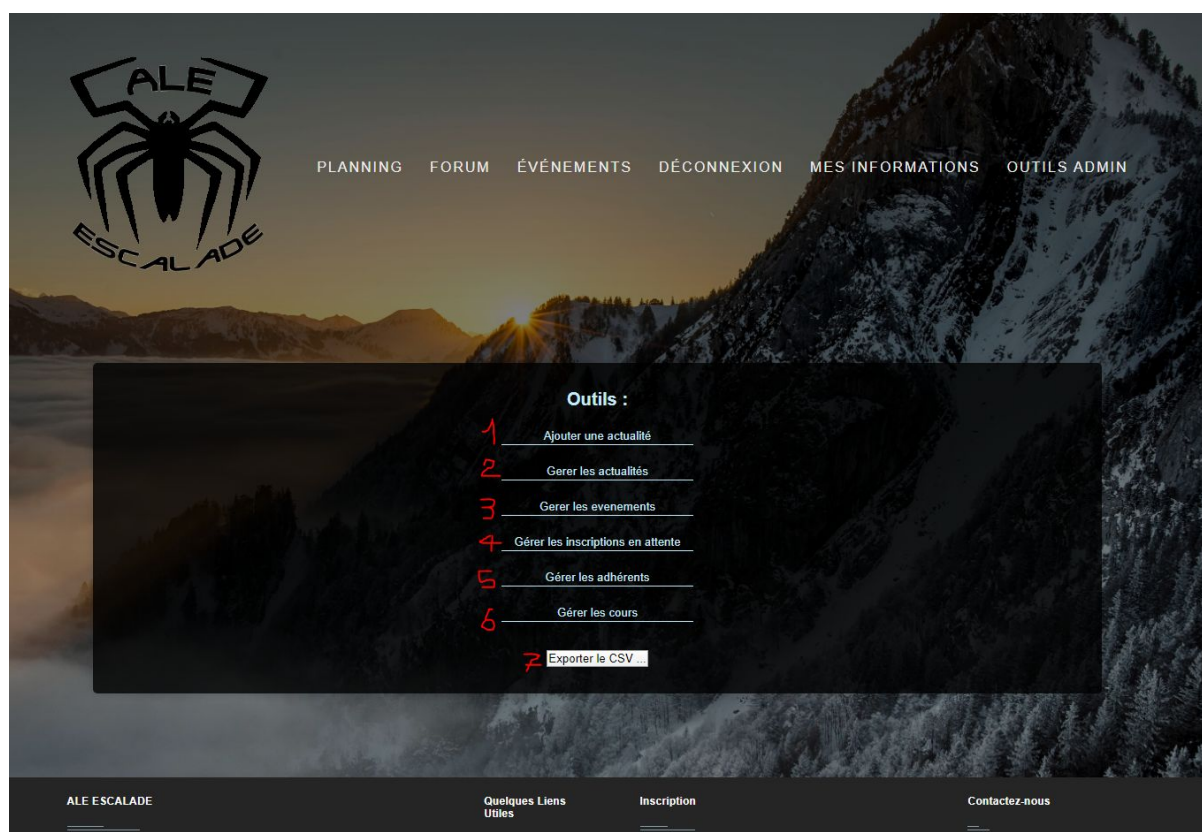 ALE
ESCALADE
PLANNING FORUM ÉVÉNEMENTS DÉCONNEXION MES INFORMATIONS OUTILS ADMIN
Outils :
1 Ajouter une actualité
2 Gerer les actualités
3 Gerer les evenements
4 Gérer les inscriptions en attente
5 Gérer les adhérents
6 Gérer les cours
7 Exporter le CSV ...
ALE ESCALADE
Quelques Liens
Utiles
Inscription
Contactez-nous